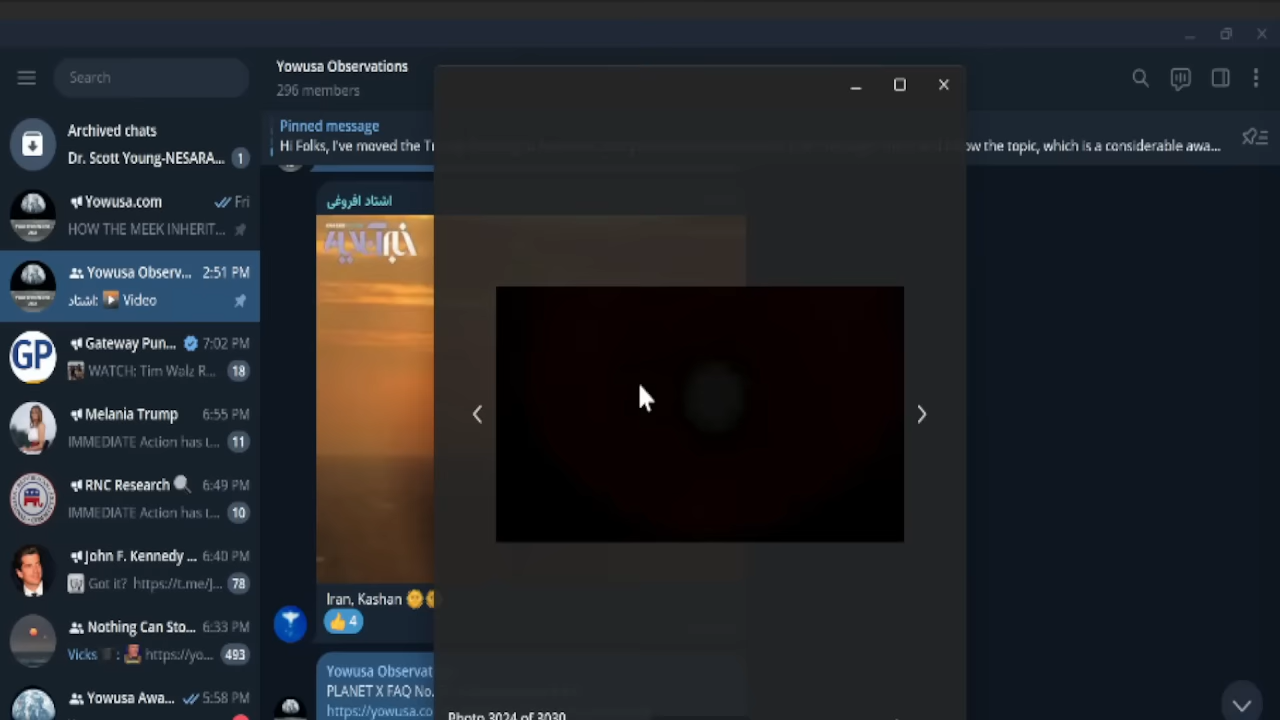 Search
Archived chats
Dr. Scott Young-NESARA... 1
Yowusa.com Fri
HOW THE MEEK INHERIT...
Yowusa Observ... 2:51 PM
اشتاد: Video
GP
Gateway Pun... 7:02 PM
WATCH: Tim Walz R... 18
Melania Trump 6:55 PM
IMMEDIATE Action has t... 11
RNC Research 6:49 PM
IMMEDIATE Action has t... 10
John F. Kennedy ... 6:40 PM
Got it? https://t.me/J... 78
Nothing Can Sto... 6:33 PM
Vicks : https://yo... 493
Yowusa Awa... 5:58 PM
Yowusa Observations
296 members
Pinned message
Hi Folks, I've moved the
the topic, which is a considerable awa...
اشتاد افروغی
Iran, Kashan
4
Yowusa Observat
PLANET X FAQ No.
https://yowusa.co
Photo 3024 of 3030